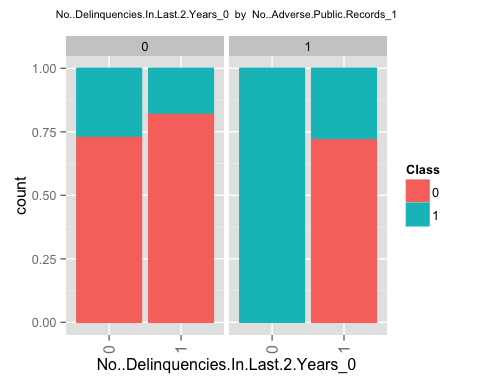 No..Delinquencies.In.Last.2.Years_0 by No..Adverse.Public.Records_1
0 1
1.00
0.75
0.50
0.25
0.00
count
0 1 0 1
No..Delinquencies.In.Last.2.Years_0
Class
0
1